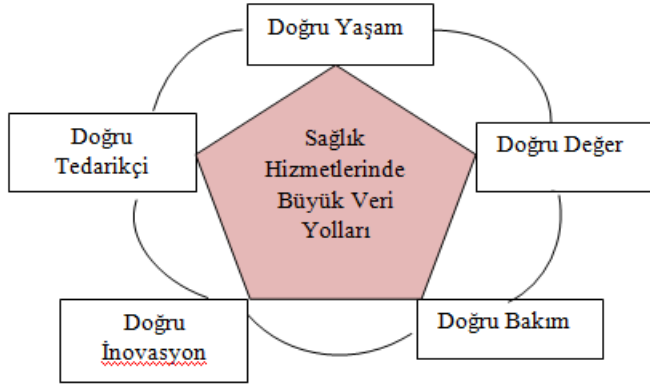 Doğru Yaşam
Doğru
Tedarikçi
Sağlık
Hizmetlerinde
Büyük Veri
Yolları
Doğru Değer
Doğru
İnovasyon
Doğru Bakım